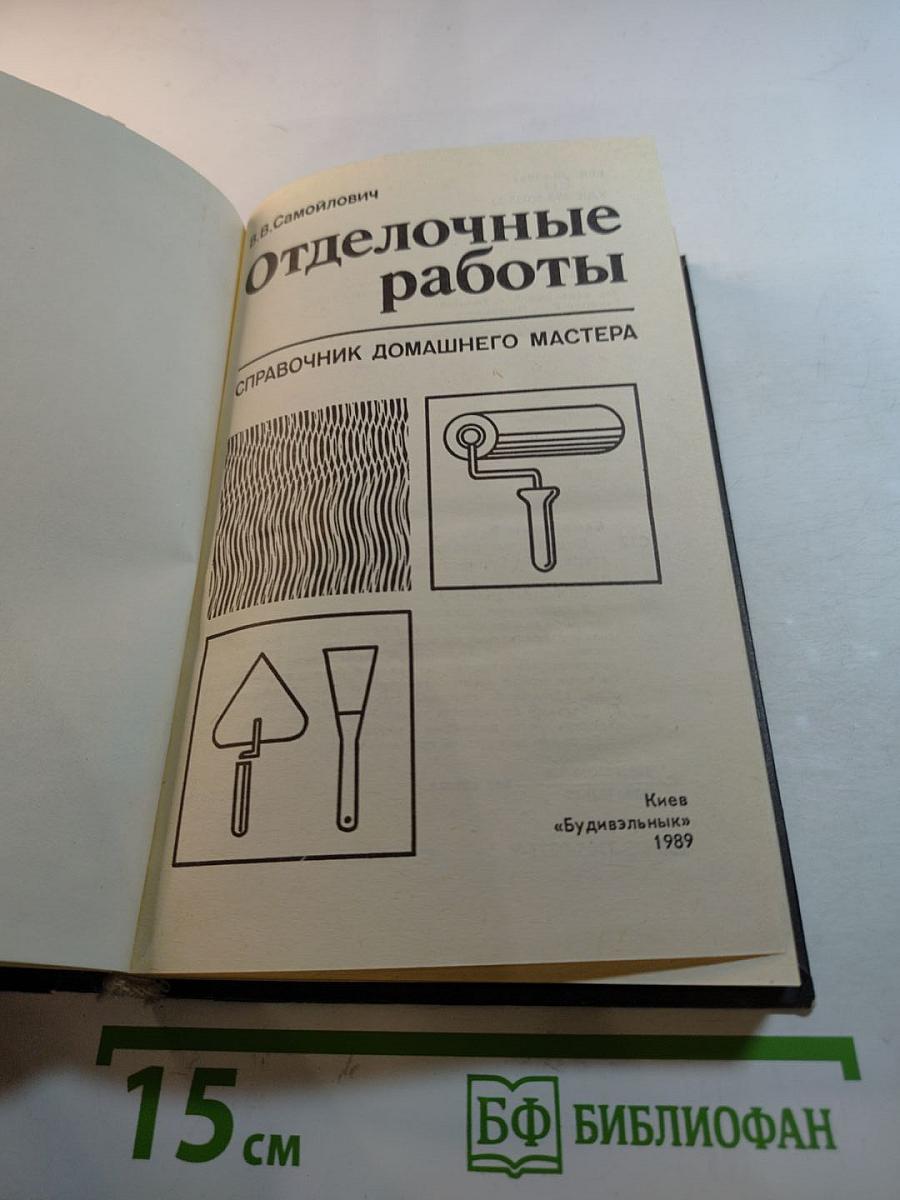 В.В.Самойлович
Отделочные
работы
СПРАВОЧНИК ДОМАШНЕГО МАСТЕРА
Киев
«Будивэльнык»
1989
15 см
БФ БИБЛИОФАН